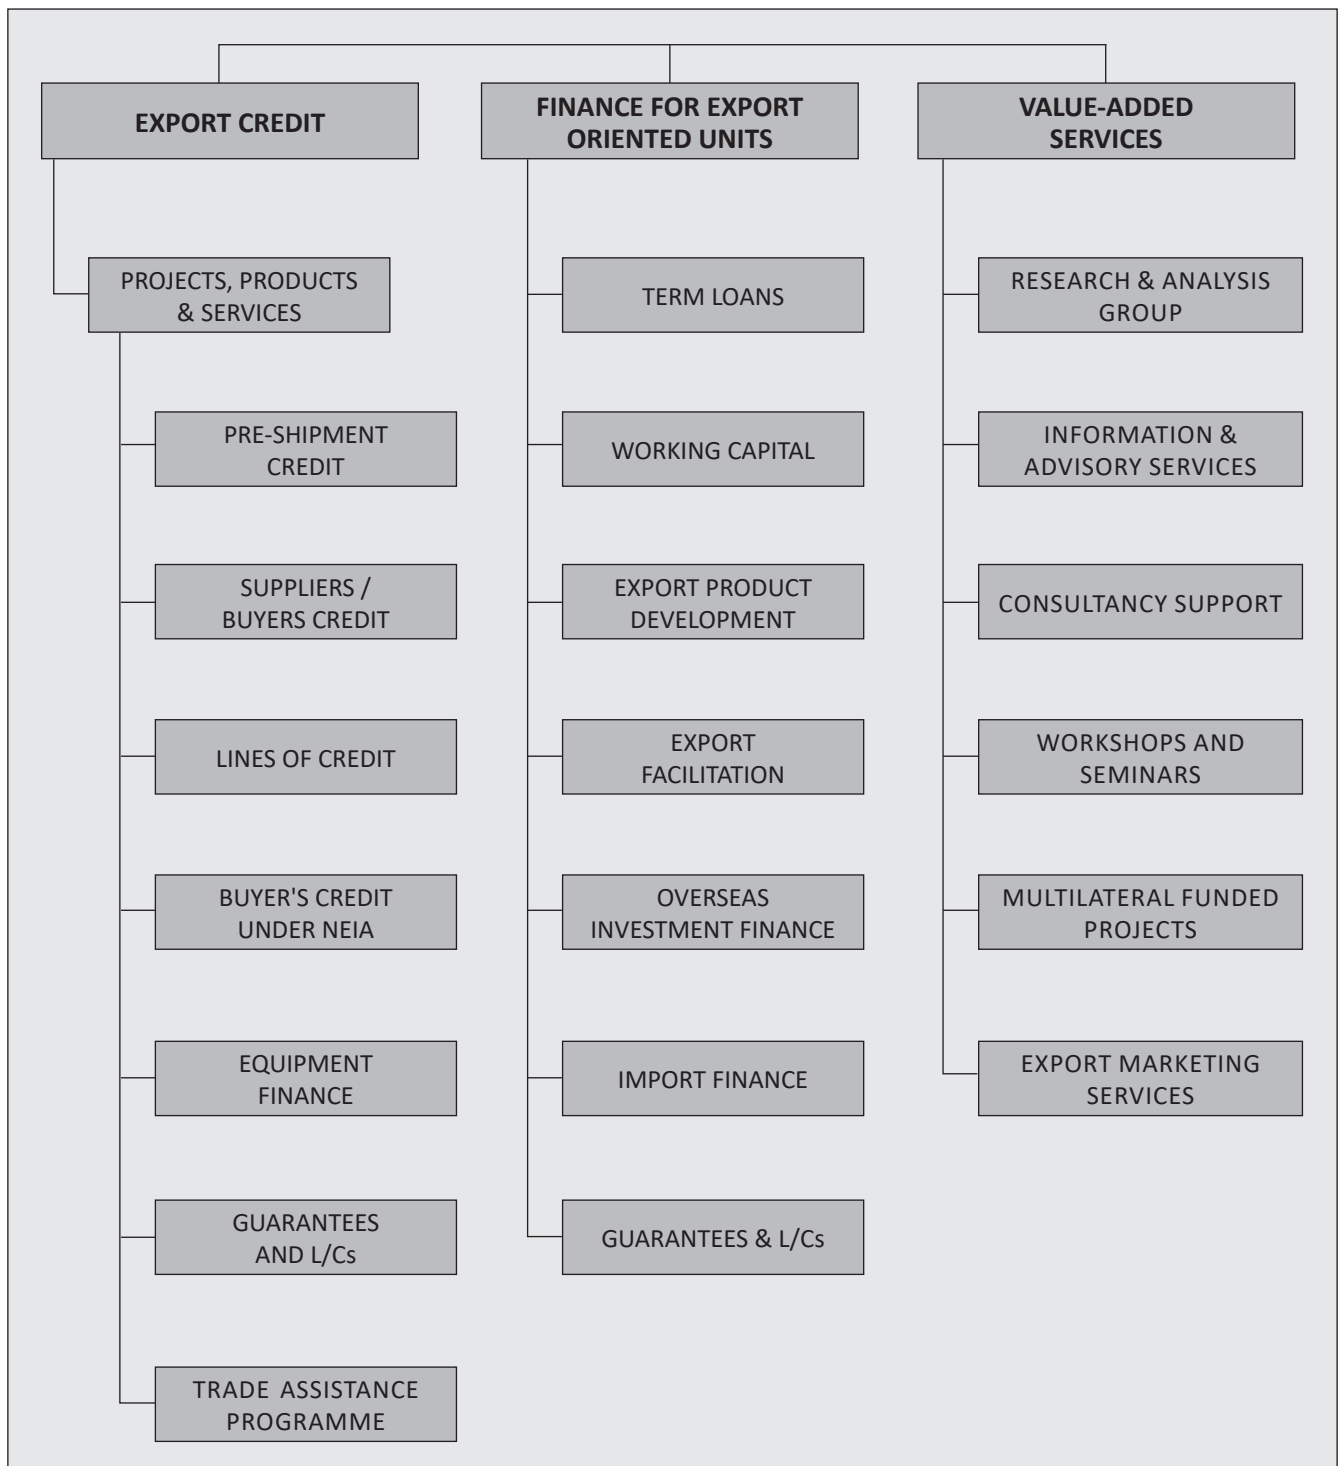 EXPORT CREDIT
PROJECTS, PRODUCTS
& SERVICES
PRE-SHIPMENT
CREDIT
SUPPLIERS /
BUYERS CREDIT
LINES OF CREDIT
BUYER'S CREDIT
UNDER NEIA
EQUIPMENT
FINANCE
GUARANTEES
AND L/Cs
TRADE ASSISTANCE
PROGRAMME
FINANCE FOR EXPORT
ORIENTED UNITS
TERM LOANS
WORKING CAPITAL
EXPORT PRODUCT
DEVELOPMENT
EXPORT
FACILITATION
OVERSEAS
INVESTMENT FINANCE
IMPORT FINANCE
GUARANTEES & L/Cs
VALUE-ADDED
SERVICES
RESEARCH & ANALYSIS
GROUP
INFORMATION &
ADVISORY SERVICES
CONSULTANCY SUPPORT
WORKSHOPS AND
SEMINARS
MULTILATERAL FUNDED
PROJECTS
EXPORT MARKETING
SERVICES